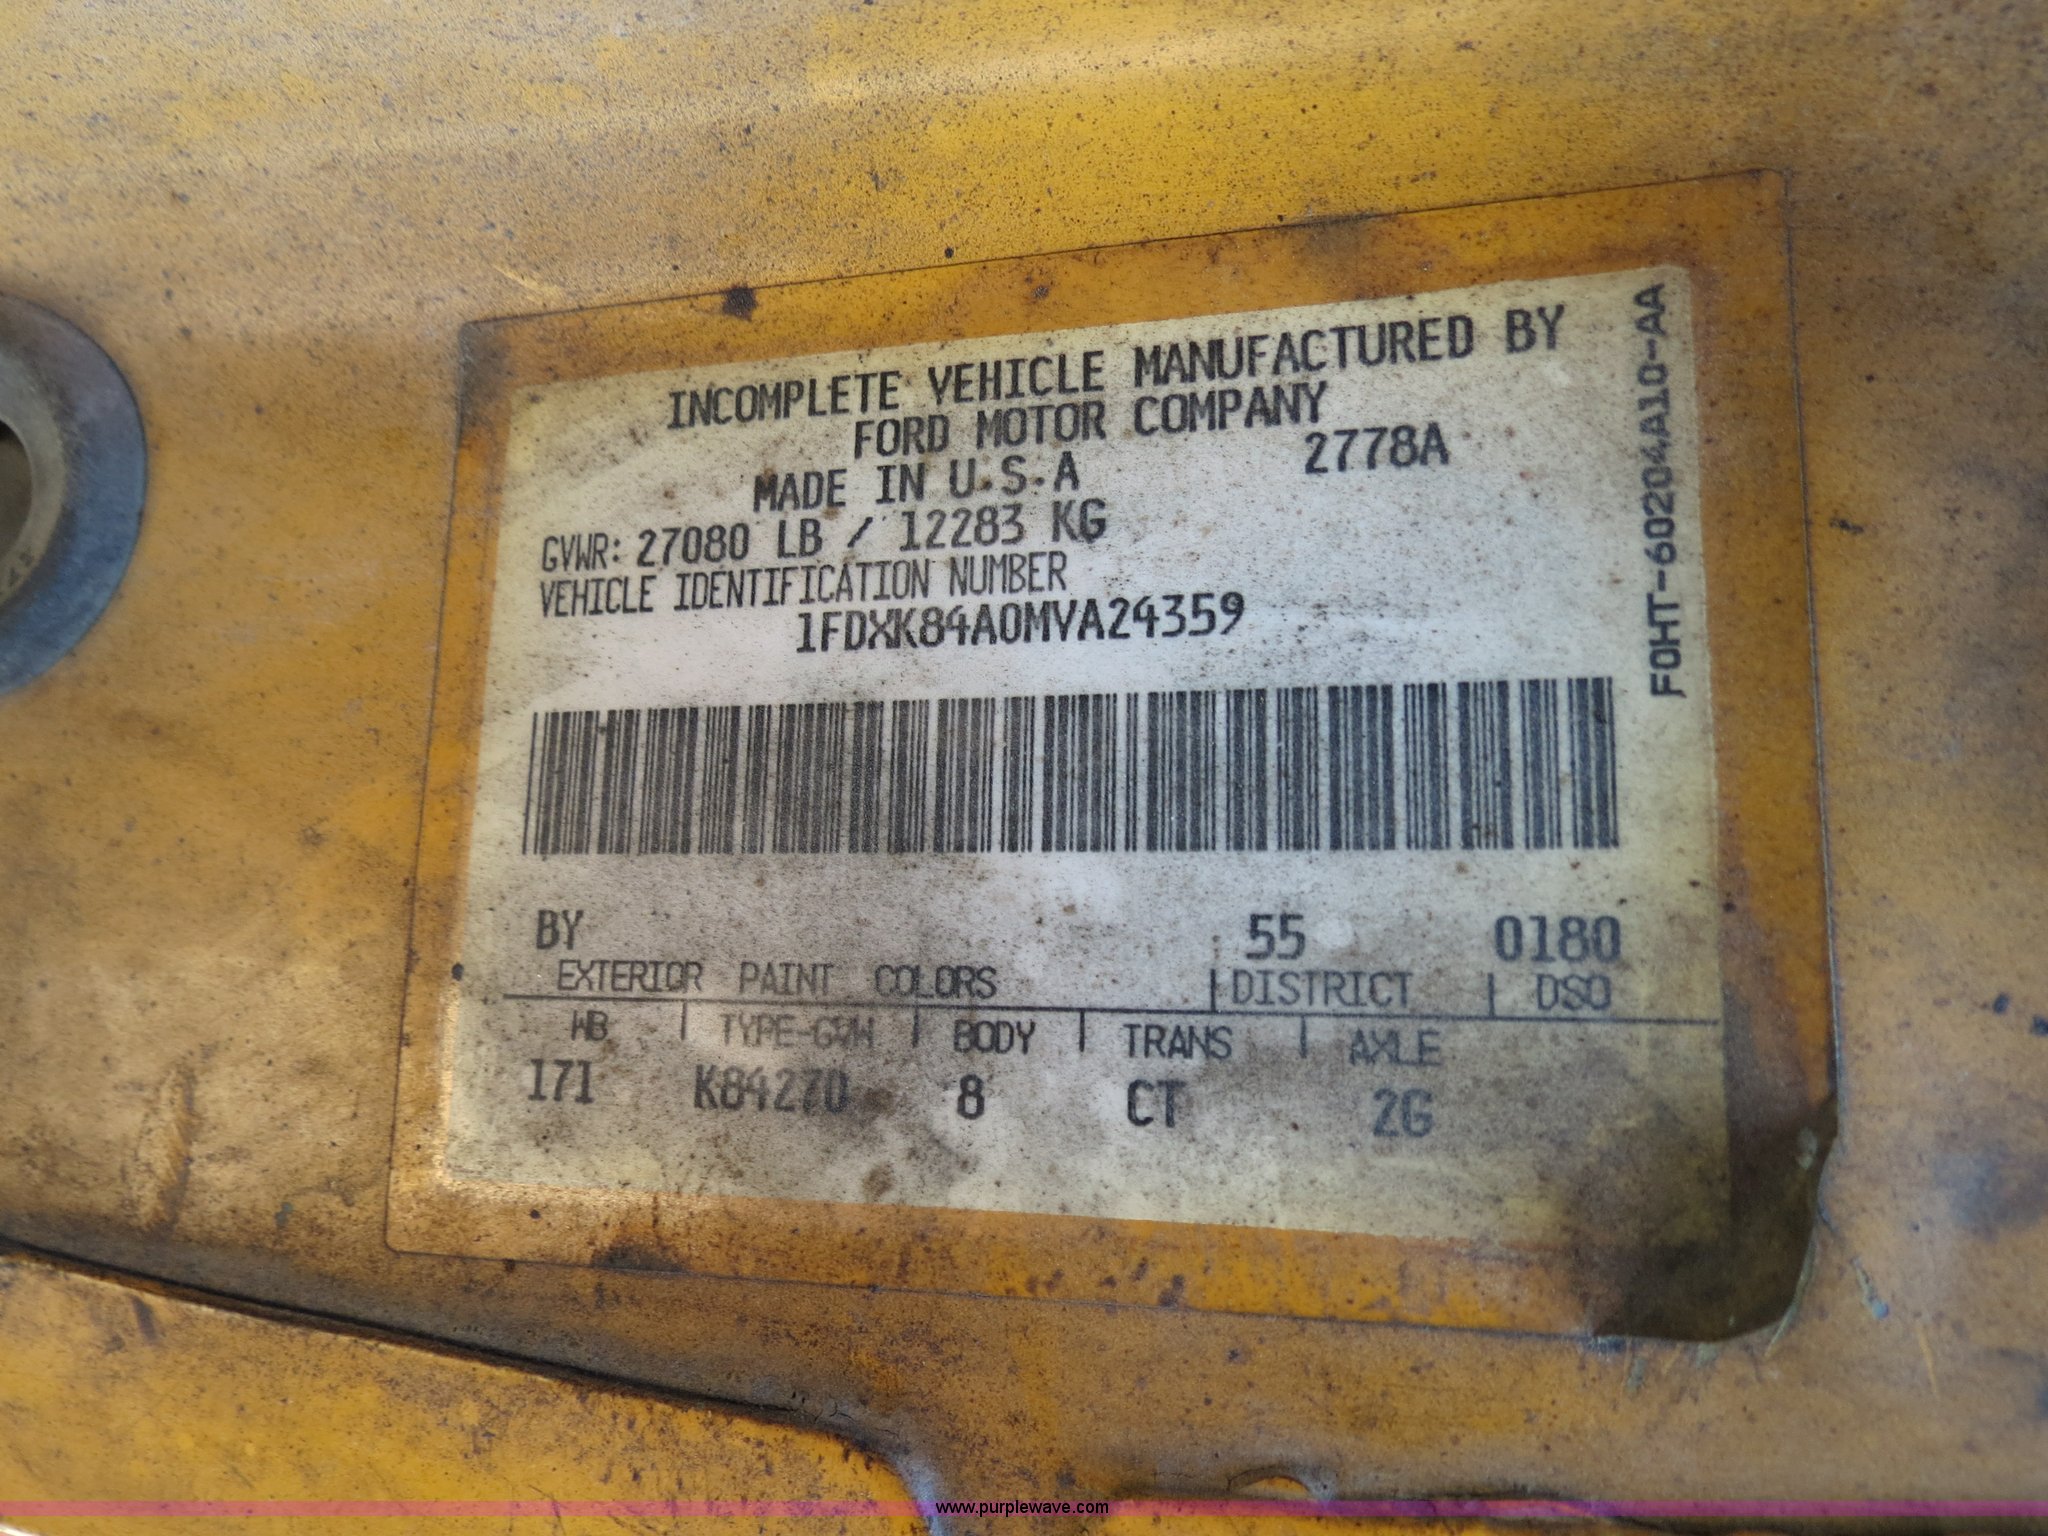 INCOMPLETE VEHICLE MANUFACTURED BY
FORD MOTOR COMPANY
MADE IN U.S.A 2778A
GVWR: 27080 LB / 12283 KG
VEHICLE IDENTIFICATION NUMBER
1FDXK84A0MVA24359
F0HT-60204A10-AA
BY 55 0180
EXTERIOR PAINT COLORS DISTRICT DSO
WB TYPE-GVW BODY TRANS AXLE
171 K84270 8 CT 2G
www.purplewave.com